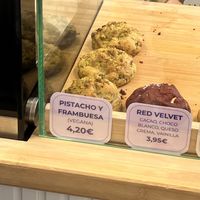 PISTACHO Y
FRAMBUESA
(VEGANA)
4,20€
RED VELVET
CACAO, CHOCO
BLANCO, QUESO
CREMA, VAINILLA
3,95€